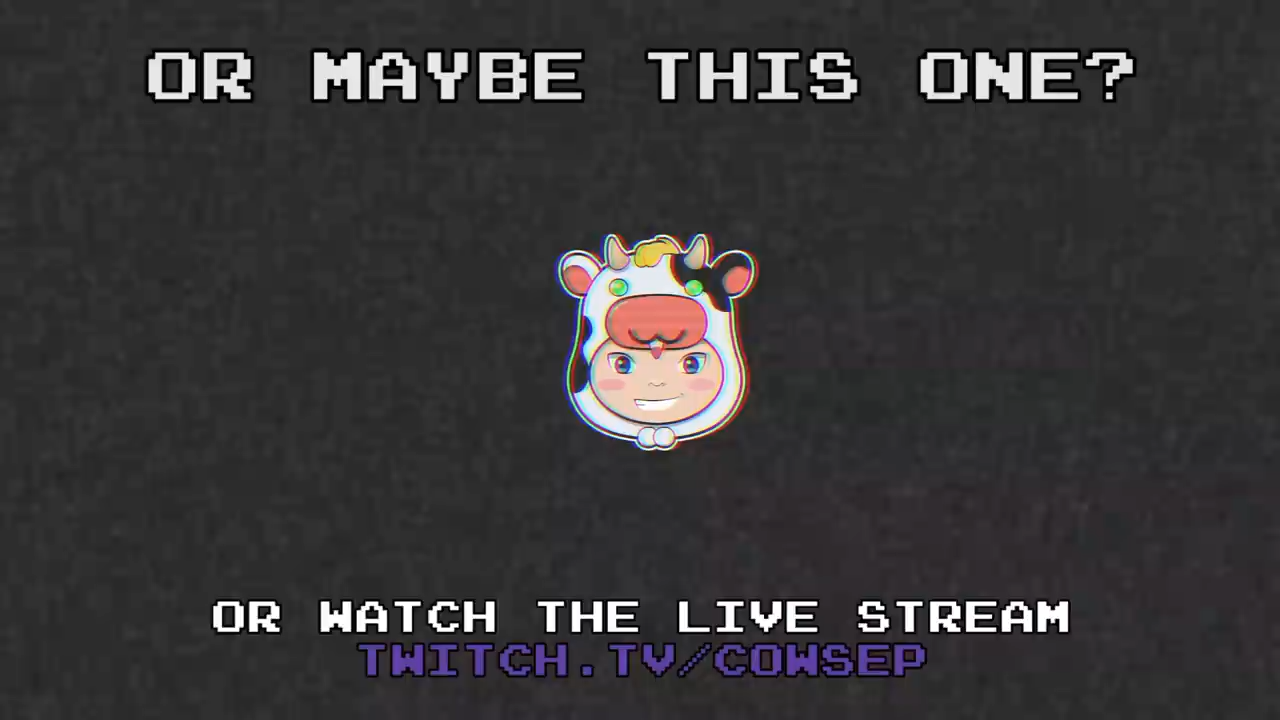 OR MAYBE THIS ONE?
OR WATCH THE LIVE STREAM
TWITCH.TV/COWSEP